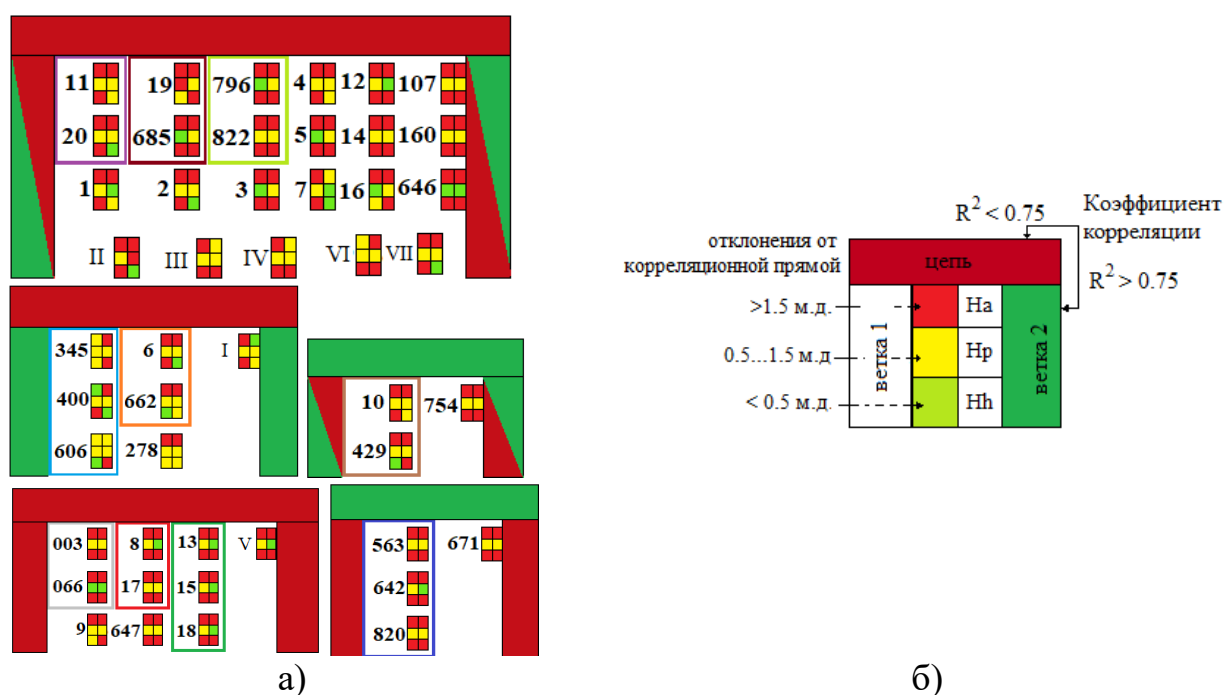 11 19 796 4 12 107
20 685 822 5 14 160
1 2 3 7 16 646
II III IV VI VII
345 6 I
400 662
606 278
10 754
429
003 8 13 V
066 17 15
9 647 18
563 671
642
820
а)
R² < 0.75
Коэффициент
корреляции
R² > 0.75
отклонения от
корреляционной прямой
цепь
>1.5 м.д.
0.5...1.5 м.д
< 0.5 м.д.
ветка 1
Ha
Hp
Hh
ветка 2
б)